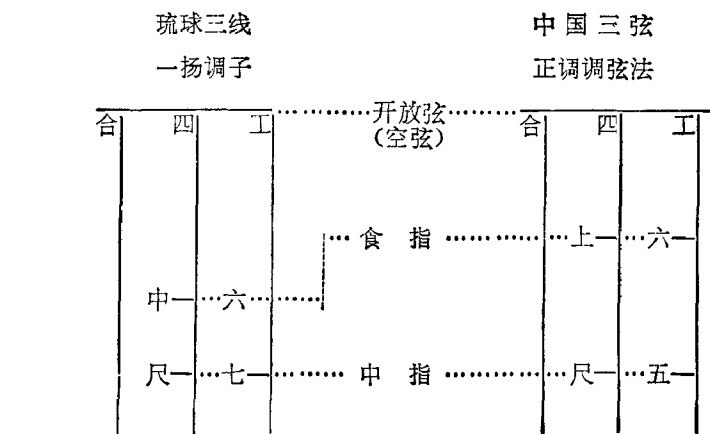 琉球三线 中国三弦
一扬调子 正调调弦法
合 四 工 开放弦 合 四 工
(空弦)
食指 上 六
中 六
尺 七 中指 尺 五